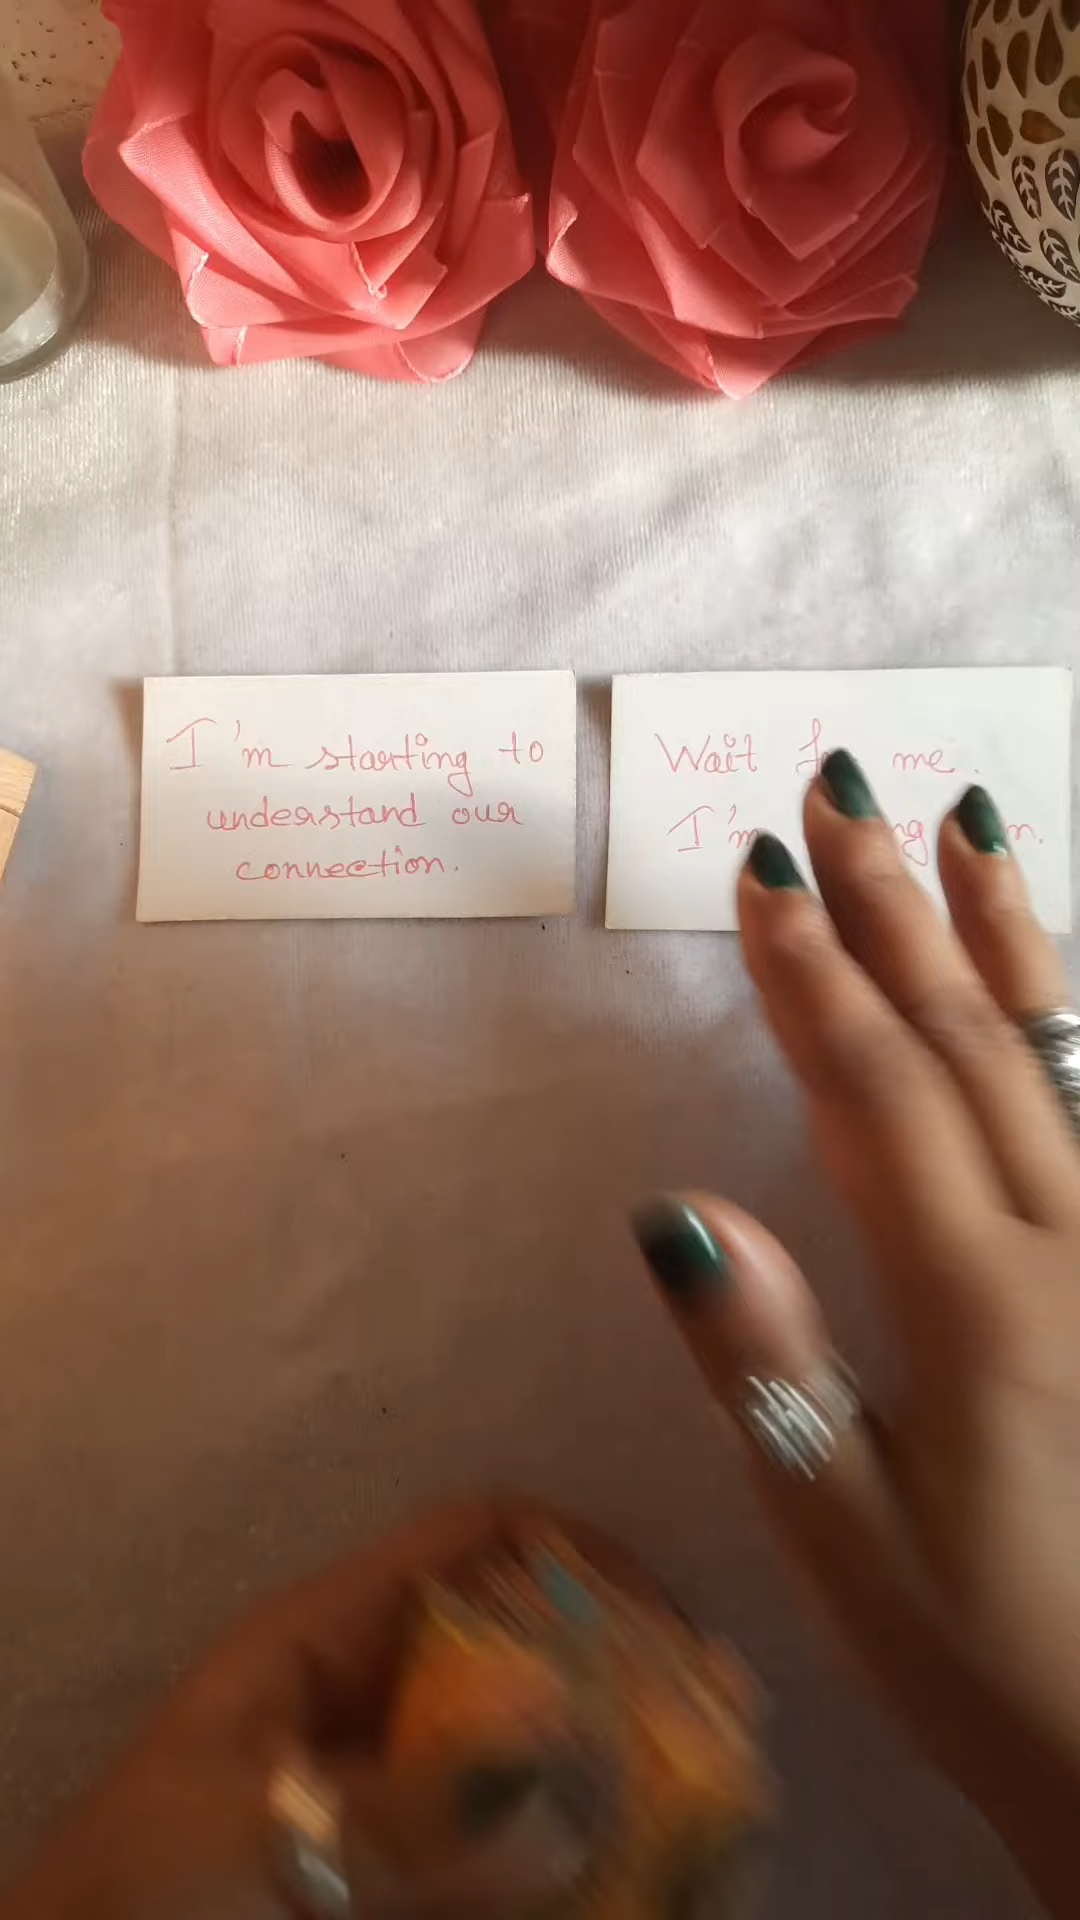 I'm starting to
understand our
connection.
Wait me.
I'm